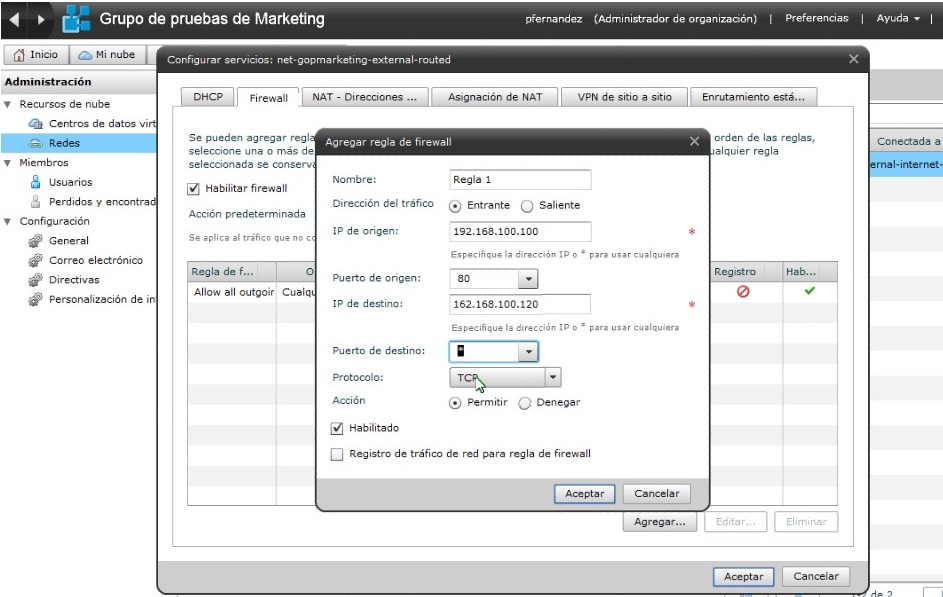 Grupo de pruebas de Marketing
pfernandez (Administrador de organización) | Preferencias | Ayuda |
Inicio
Mi nube
Administración
Recursos de nube
Centros de datos virt
Redes
Miembros
Usuarios
Perdidos y encontrad
Configuración
General
Correo electrónico
Directivas
Personalización de in
Configurar servicios: net-gopmarketing-external-routed
DHCP
Firewall
NAT - Direcciones ...
Asignación de NAT
VPN de sitio a sitio
Enrutamiento está...
Se pueden agregar regla
orden de las reglas,
seleccione una o más de
ualquier regla
seleccionada se conserva
Habilitar firewall
Acción predeterminada
Se aplica al tráfico que no co
Regla de f...
O
Registro
Hab...
Allow all outgoin
Cualqu
Agregar regla de firewall
Nombre:
Regla 1
Dirección del tráfico
Entrante
Saliente
IP de origen:
192.168.100.100
*
Especifique la dirección IP o * para usar cualquiera
Puerto de origen:
80
IP de destino:
162.168.100.120
*
Especifique la dirección IP o * para usar cualquiera
Puerto de destino:
*
Protocolo:
TCP
Acción
Permitir
Denegar
Habilitado
Registro de tráfico de red para regla de firewall
Aceptar
Cancelar
Agregar...
Editar...
Eliminar
Aceptar
Cancelar
Conectada a
ernal-internet-
de 2